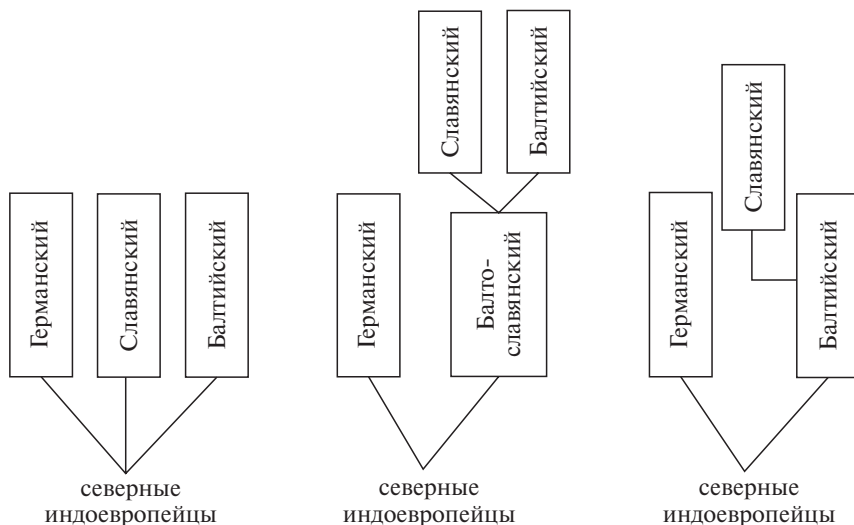 Германский
Славянский
Балтийский
северные
индоевропейцы
Славянский
Балтийский
Германский
Балто-
славянский
северные
индоевропейцы
Славянский
Германский
Балтийский
северные
индоевропейцы